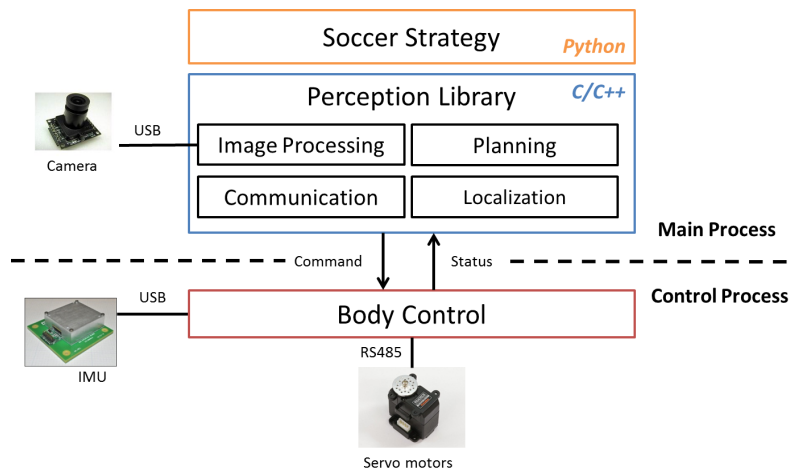 Soccer Strategy
Python
Perception Library
C/C++
USB
Image Processing
Planning
Camera
Communication
Localization
Main Process
Command
Status
USB
Control Process
Body Control
RS485
IMU
Servo motors